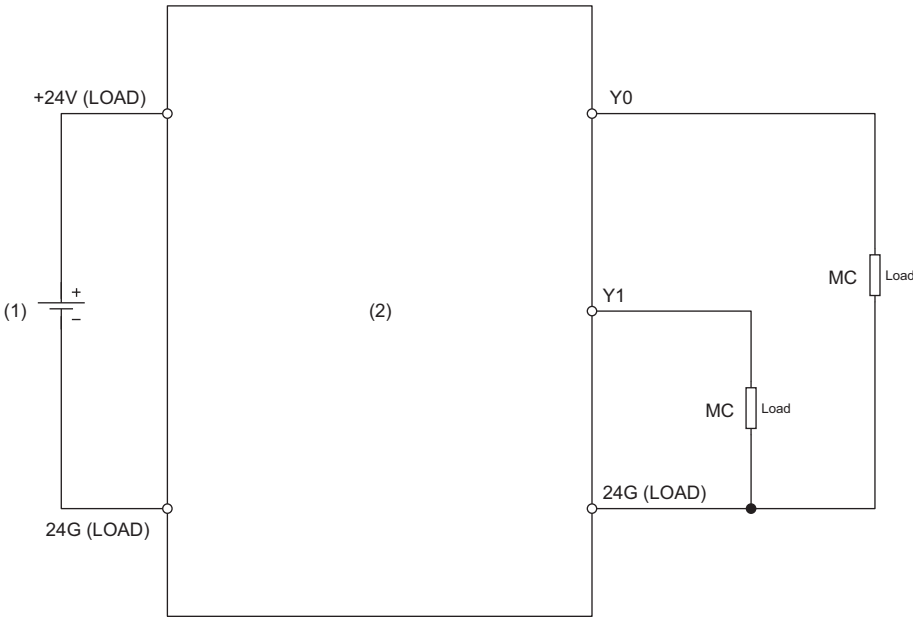 +24V (LOAD)
Y0
MC
Load
Y1
(1)
+
−
(2)
MC
Load
24G (LOAD)
24G (LOAD)